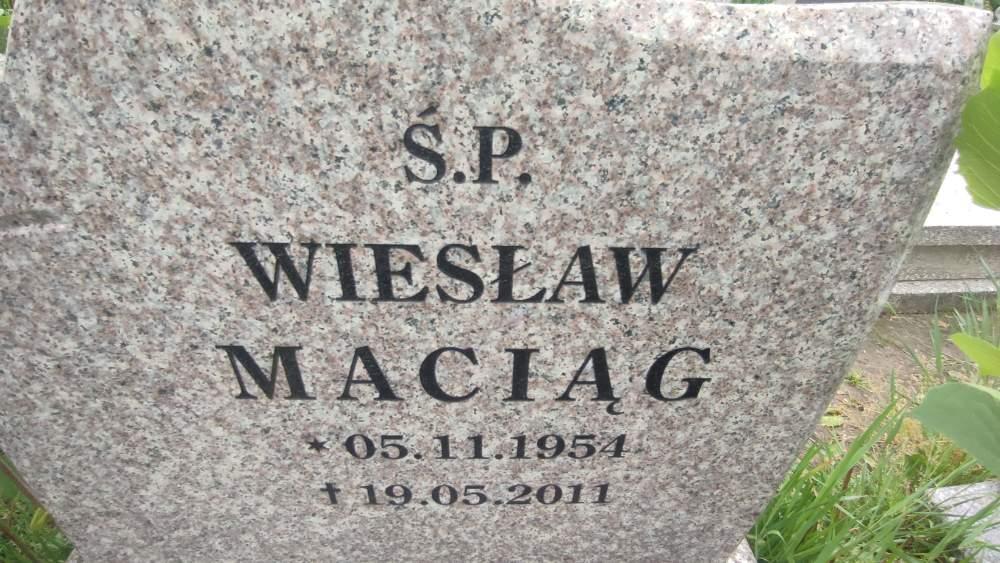 Ś.P.
WIESŁAW
MACIĄG
* 05.11.1954
† 19.05.2011